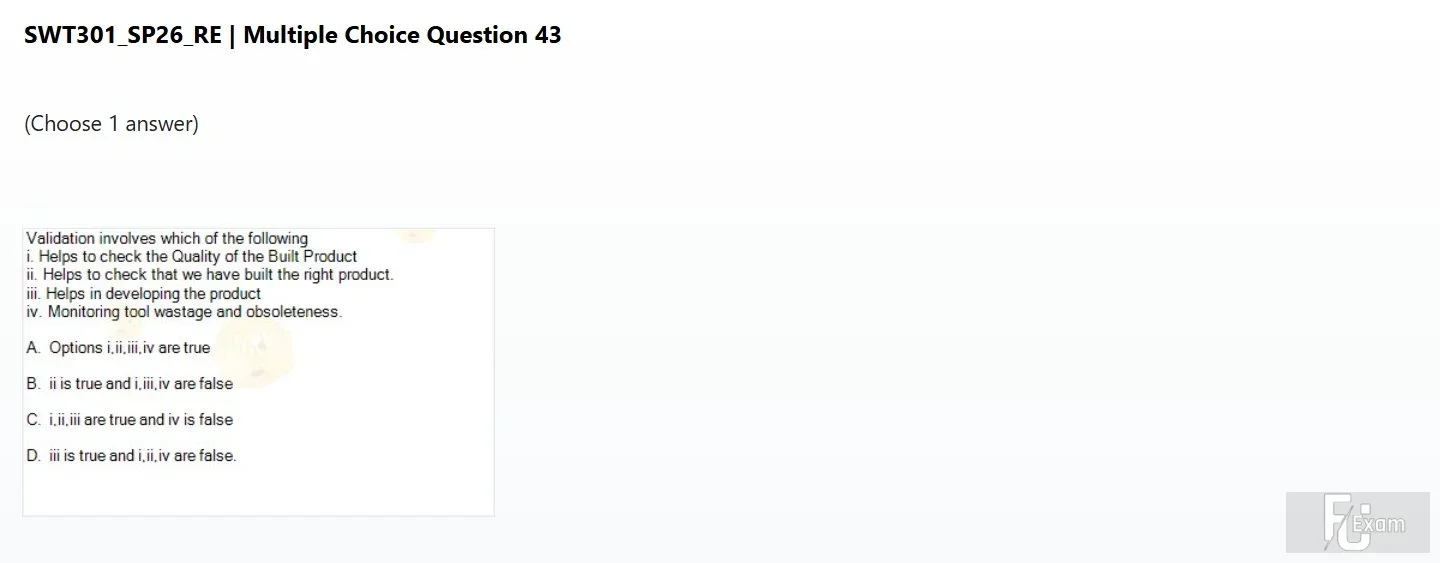 SWT301_SP26_RE | Multiple Choice Question 43
(Choose 1 answer)
Validation involves which of the following
i. Helps to check the Quality of the Built Product
ii. Helps to check that we have built the right product.
iii. Helps in developing the product
iv. Monitoring tool wastage and obsoleteness.
A. Options i,ii,iii,iv are true
B. ii is true and i,iii,iv are false
C. i,ii,iii are true and iv is false
D. iii is true and i,ii,iv are false.
Exam